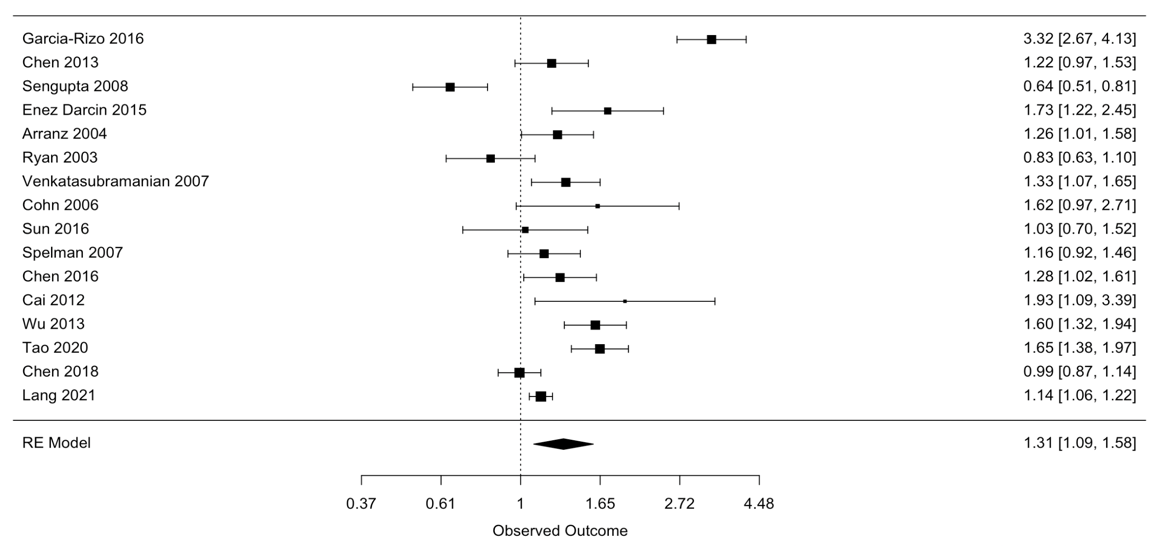 Garcia-Rizo 2016 3.32 [2.67, 4.13]
Chen 2013 1.22 [0.97, 1.53]
Sengupta 2008 0.64 [0.51, 0.81]
Enez Darcin 2015 1.73 [1.22, 2.45]
Arranz 2004 1.26 [1.01, 1.58]
Ryan 2003 0.83 [0.63, 1.10]
Venkatasubramanian 2007 1.33 [1.07, 1.65]
Cohn 2006 1.62 [0.97, 2.71]
Sun 2016 1.03 [0.70, 1.52]
Spelman 2007 1.16 [0.92, 1.46]
Chen 2016 1.28 [1.02, 1.61]
Cai 2012 1.93 [1.09, 3.39]
Wu 2013 1.60 [1.32, 1.94]
Tao 2020 1.65 [1.38, 1.97]
Chen 2018 0.99 [0.87, 1.14]
Lang 2021 1.14 [1.06, 1.22]
RE Model 1.31 [1.09, 1.58]
0.37 0.61 1 1.65 2.72 4.48
Observed Outcome